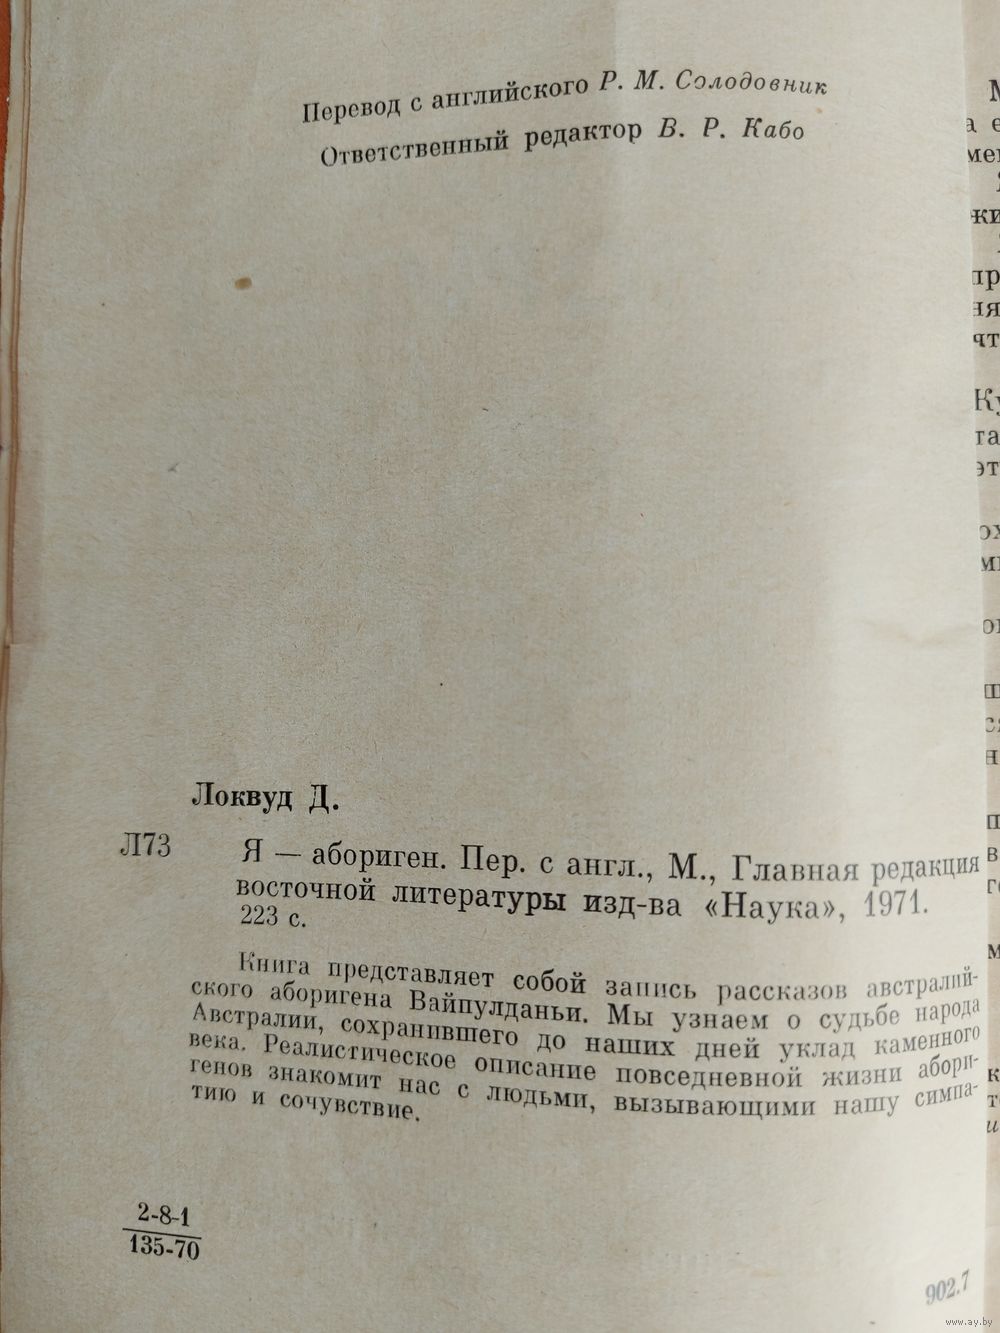 Перевод с английского Р. М. Солодовник
Ответственный редактор В. Р. Кабо
Локвуд Д.
Л73
Я — абориген. Пер. с англ., М., Главная редакция
восточной литературы изд-ва «Наука», 1971.
223 с.
Книга представляет собой запись рассказов австралий-
ского аборигена Вайпулданьи. Мы узнаем о судьбе народа
Австралии, сохранившего до наших дней уклад каменного
века. Реалистическое описание повседневной жизни абори-
генов знакомит нас с людьми, вызывающими нашу симпа-
тию и сочувствие.
2-8-1
135-70
902.7
www.ay.by